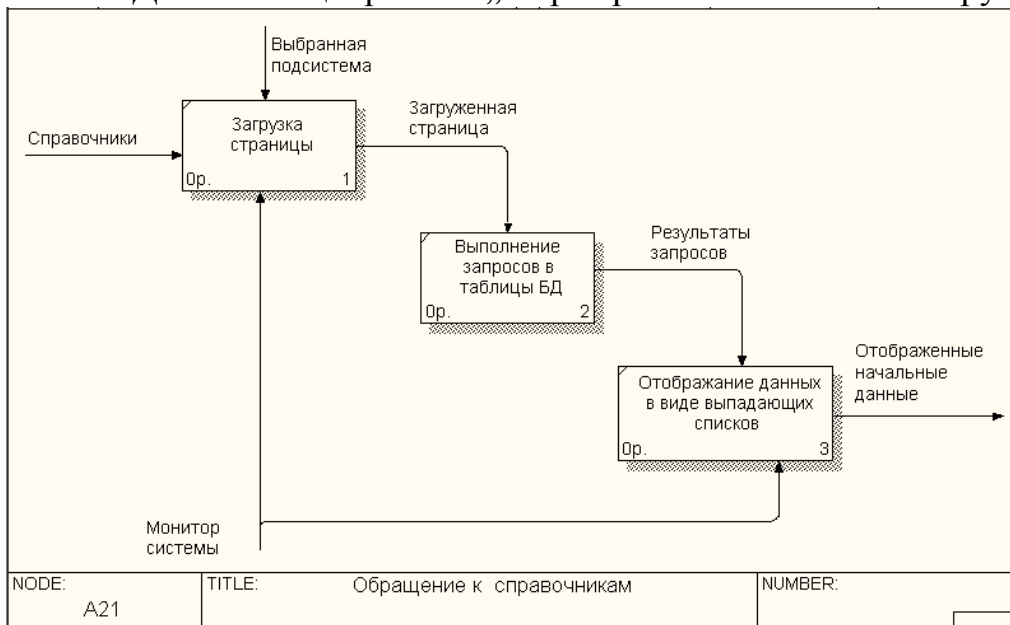 Выбранная
подсистема
Справочники
Загрузка
страницы
0р. 1
Загруженная
страница
Выполнение
запросов в
таблицы БД
0р. 2
Результаты
запросов
Отображание данных
в виде выпадающих
списков
0р. 3
Отображенные
начальные
данные
Монитор
системы
NODE: TITLE: Обращение к справочникам NUMBER:
A21